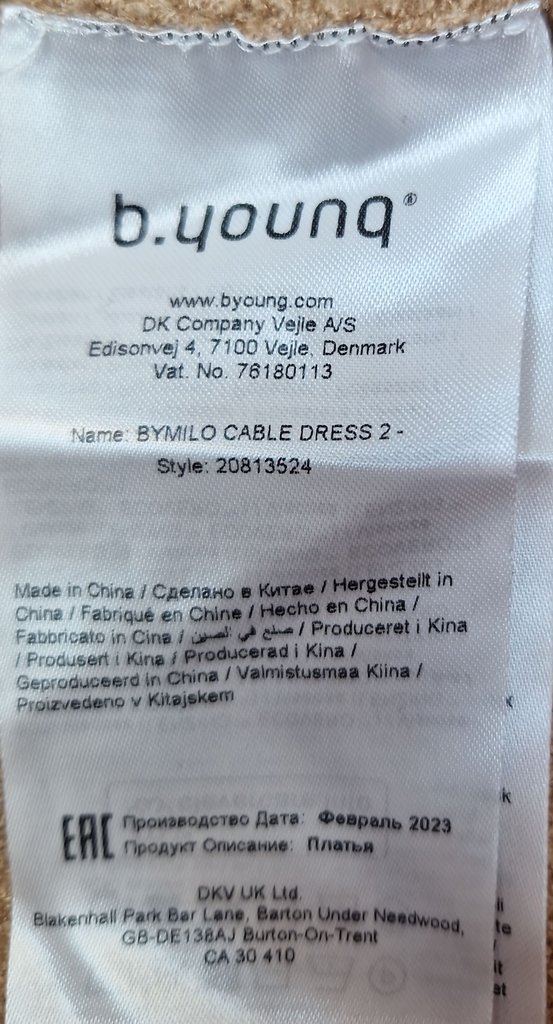 b.young®
www.byoung.com
DK Company Vejle A/S
Edisonvej 4, 7100 Vejle, Denmark
Vat. No. 76180113
Name: BYMILO CABLE DRESS 2 -
Style: 20813524
Made in China / Сделано в Китае / Hergestellt in
China / Fabriqué en Chine / Hecho en China /
Fabbricato in Cina / صنع في الصين / Produceret i Kina
/ Produsert i Kina / Producerad i Kina /
Geproduceerd in China / Valmistusmaa Kiina /
Proizvedeno v Kitajskem
EAC Производство Дата: Февраль 2023
Продукт Описание: Платья
DKV UK Ltd.
Blakenhall Park Bar Lane, Barton Under Needwood,
GB-DE138AJ Burton-On-Trent
CA 30 410